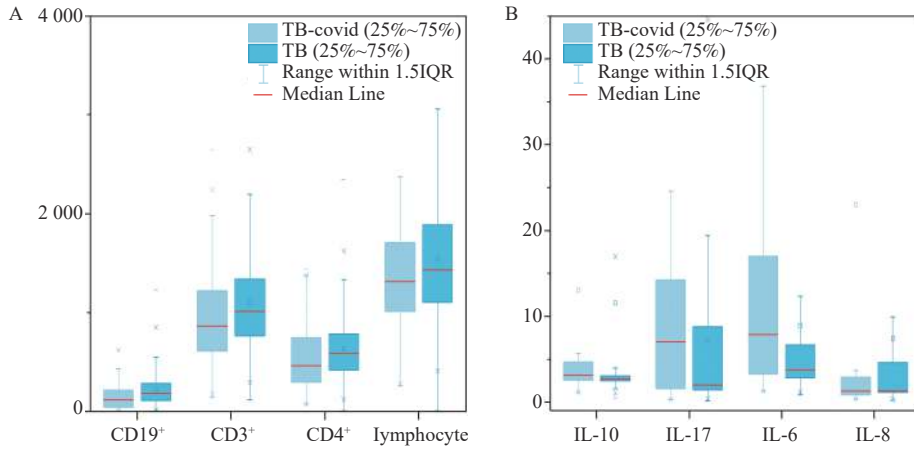 A
4 000
TB-covid (25%~75%)
TB (25%~75%)
Range within 1.5IQR
Median Line
2 000
0
CD19⁺
CD3⁺
CD4⁺
Iymphocyte
B
40
TB-covid (25%~75%)
TB (25%~75%)
Range within 1.5IQR
Median Line
30
20
10
0
IL-10
IL-17
IL-6
IL-8